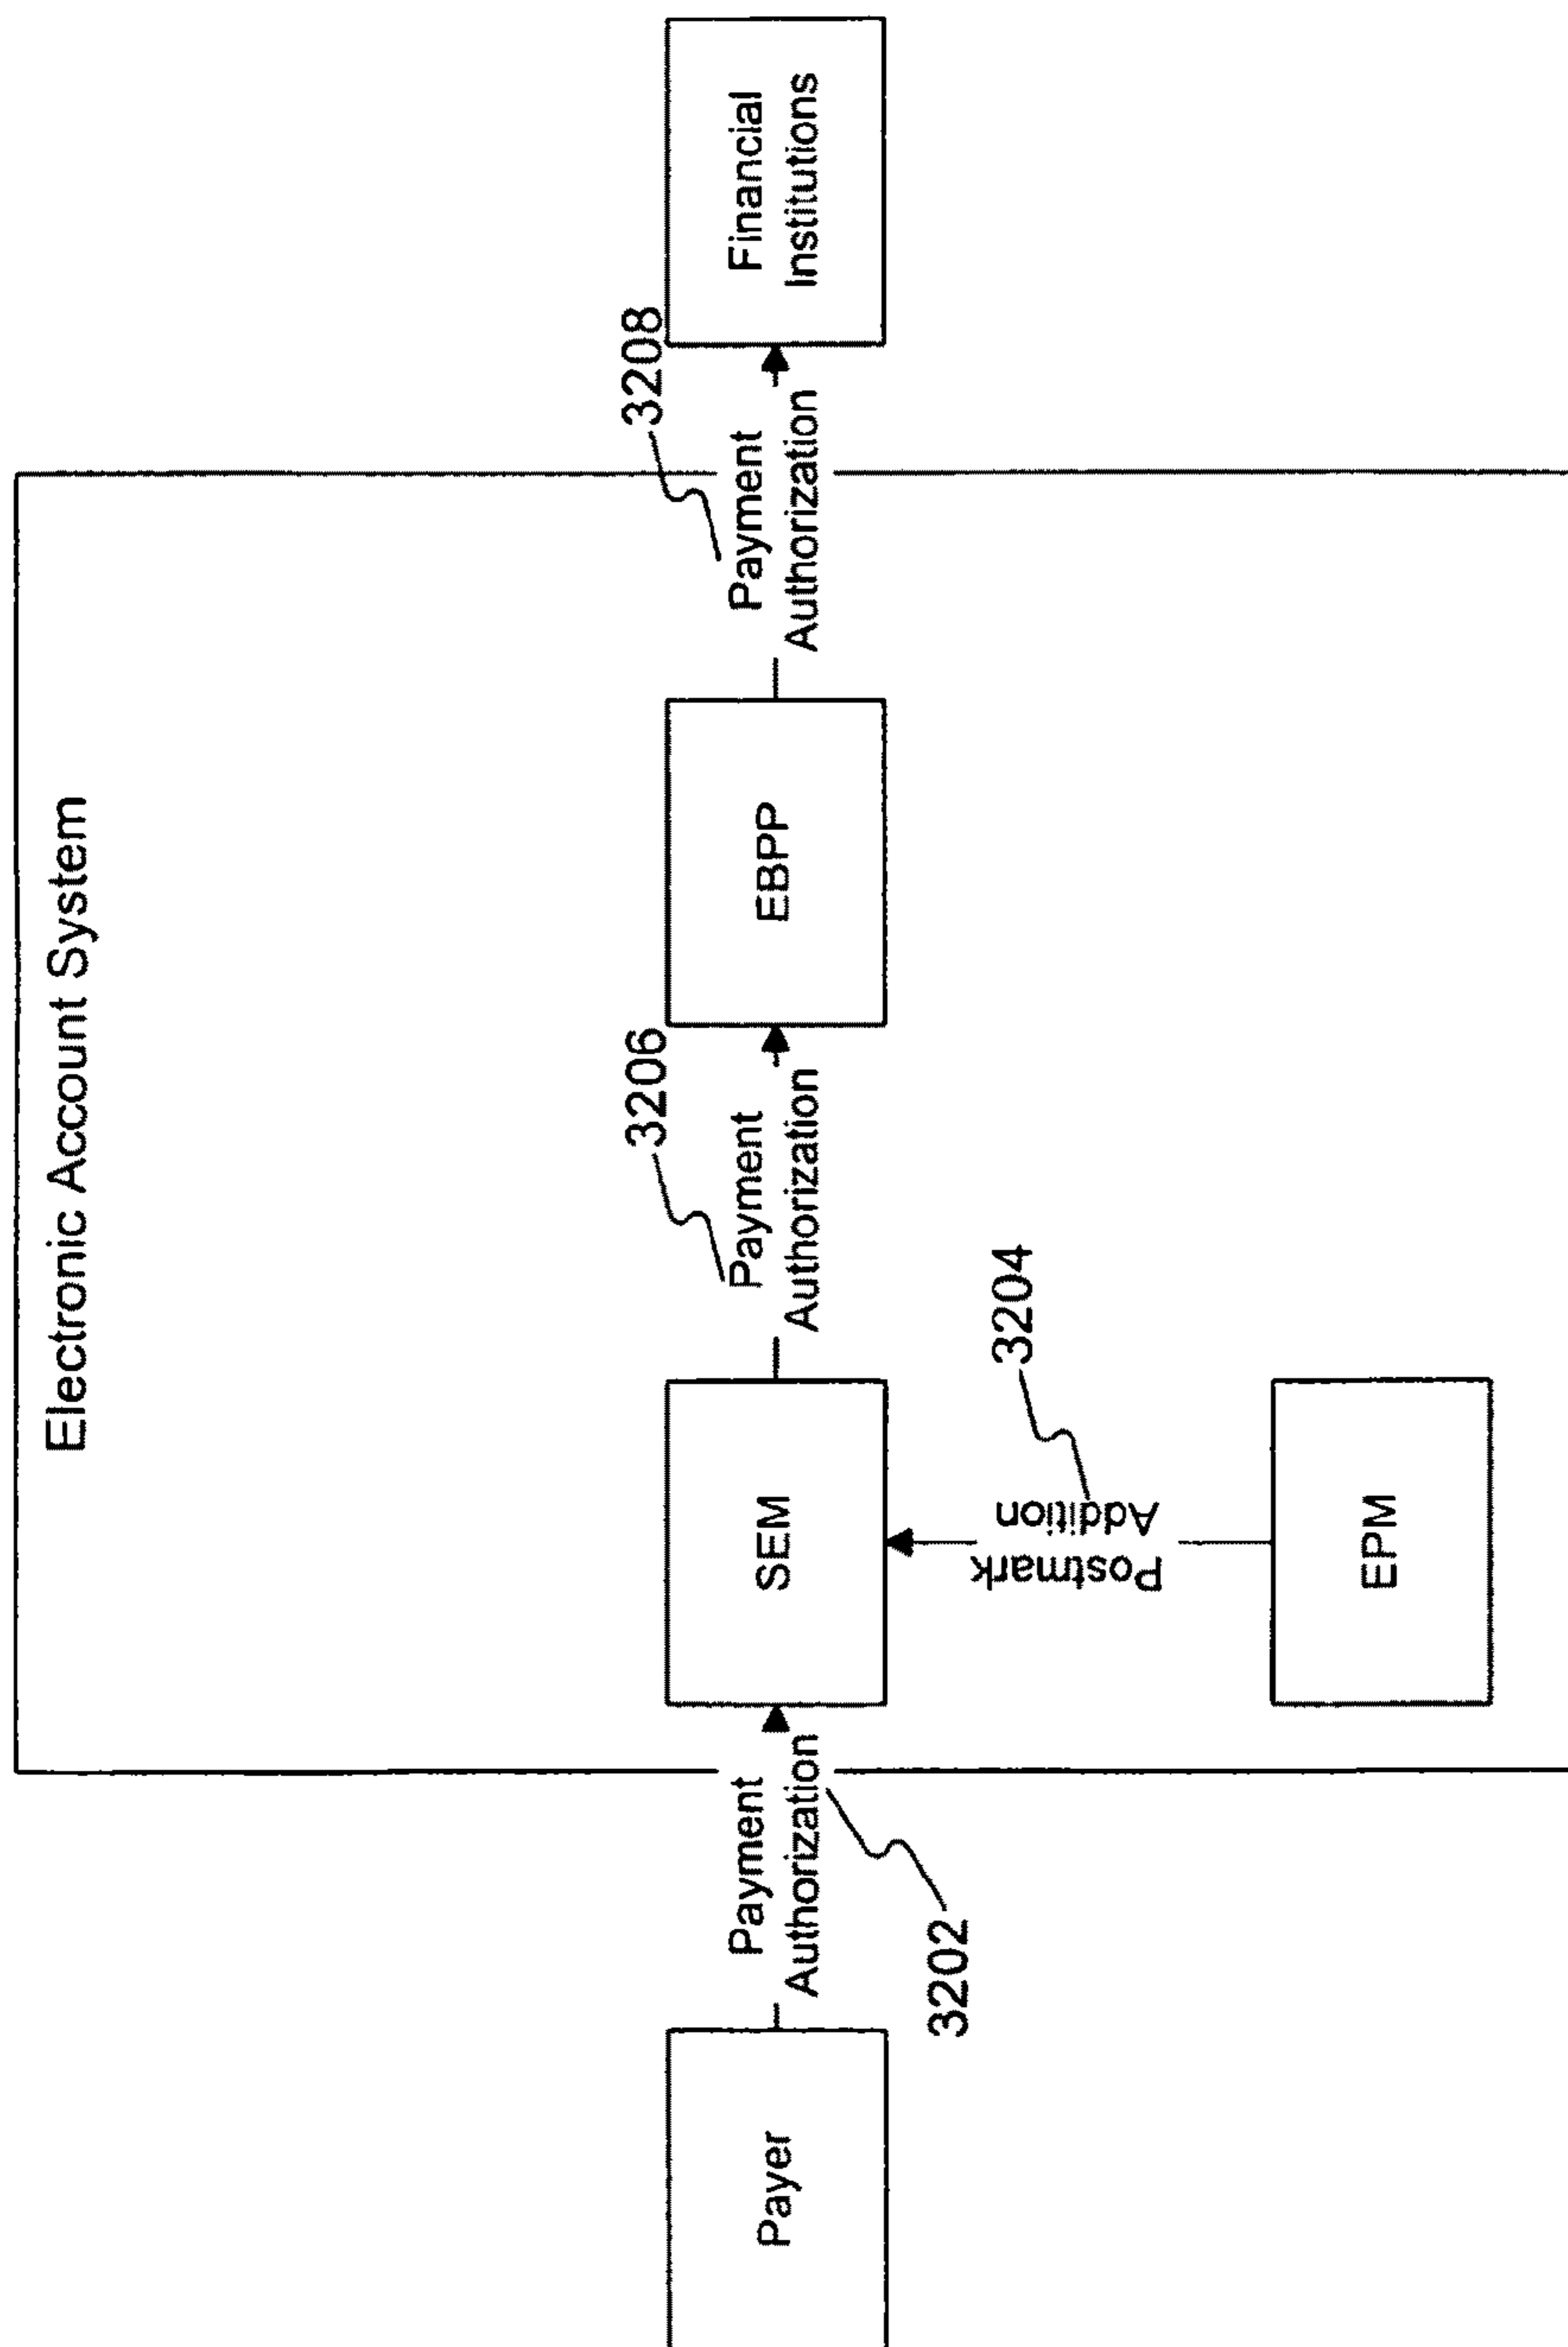 Electronic Account System
Payer
Payment
Authorization
3202
SEM
Postmark
Addition
3204
EPM
Payment
Authorization
3206
EBPP
Payment
Authorization
3208
Financial
Institutions